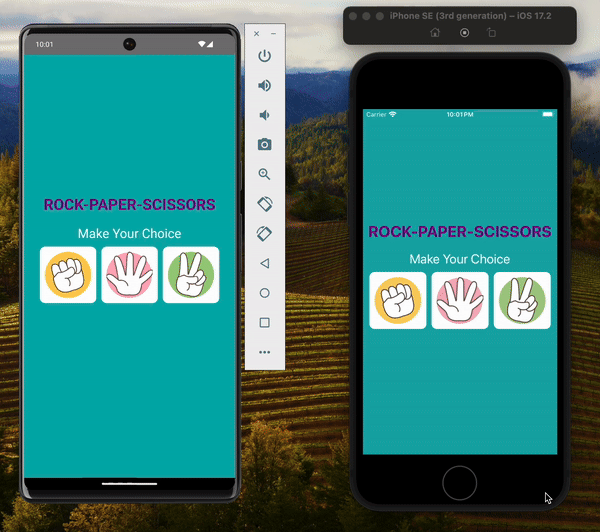 10:01
ROCK-PAPER-SCISSORS
Make Your Choice
iPhone SE (3rd generation) – iOS 17.2
Carrier
10:01 PM
ROCK-PAPER-SCISSORS
Make Your Choice